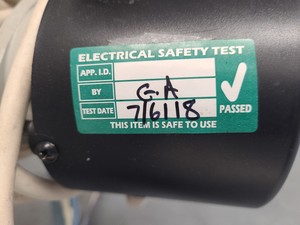 ELECTRICAL SAFETY TEST
APP. I.D.
BY G.A
TEST DATE 7/6/18 PASSED
THIS ITEM IS SAFE TO USE